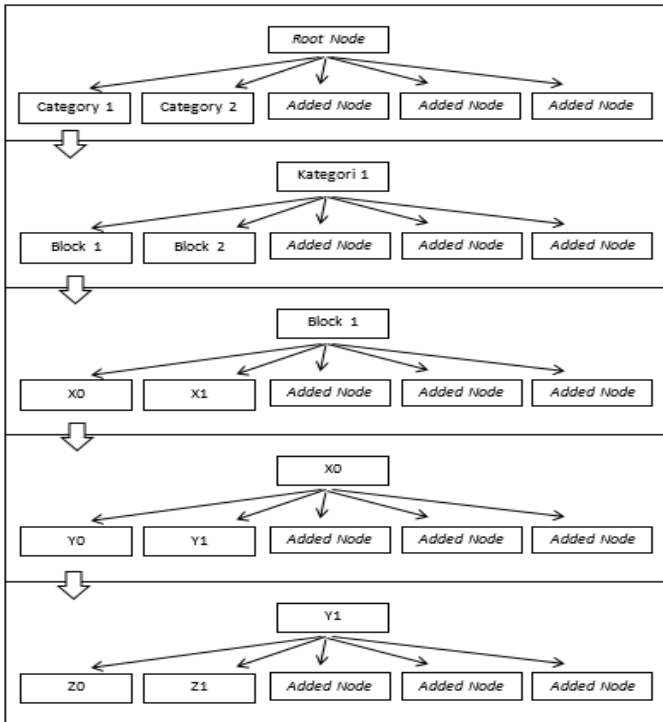 Root Node
Category 1 Category 2 Added Node Added Node Added Node
Kategori 1
Block 1 Block 2 Added Node Added Node Added Node
Block 1
X0 X1 Added Node Added Node Added Node
X0
Y0 Y1 Added Node Added Node Added Node
Y1
Z0 Z1 Added Node Added Node Added Node